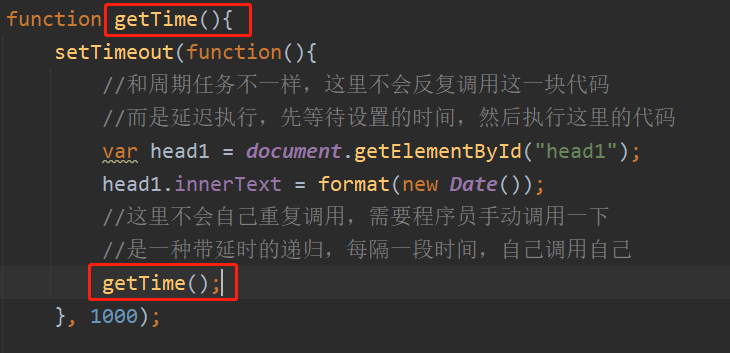 function getTime(){
setTimeout(function(){
//和周期任务不一样，这里不会反复调用这一块代码
//而是延迟执行，先等待设置的时间，然后执行这里的代码
var head1 = document.getElementById("head1");
head1.innerText = format(new Date());
//这里不会自己重复调用，需要程序员手动调用一下
//是一种带延时的递归，每隔一段时间，自己调用自己
getTime();
}, 1000);